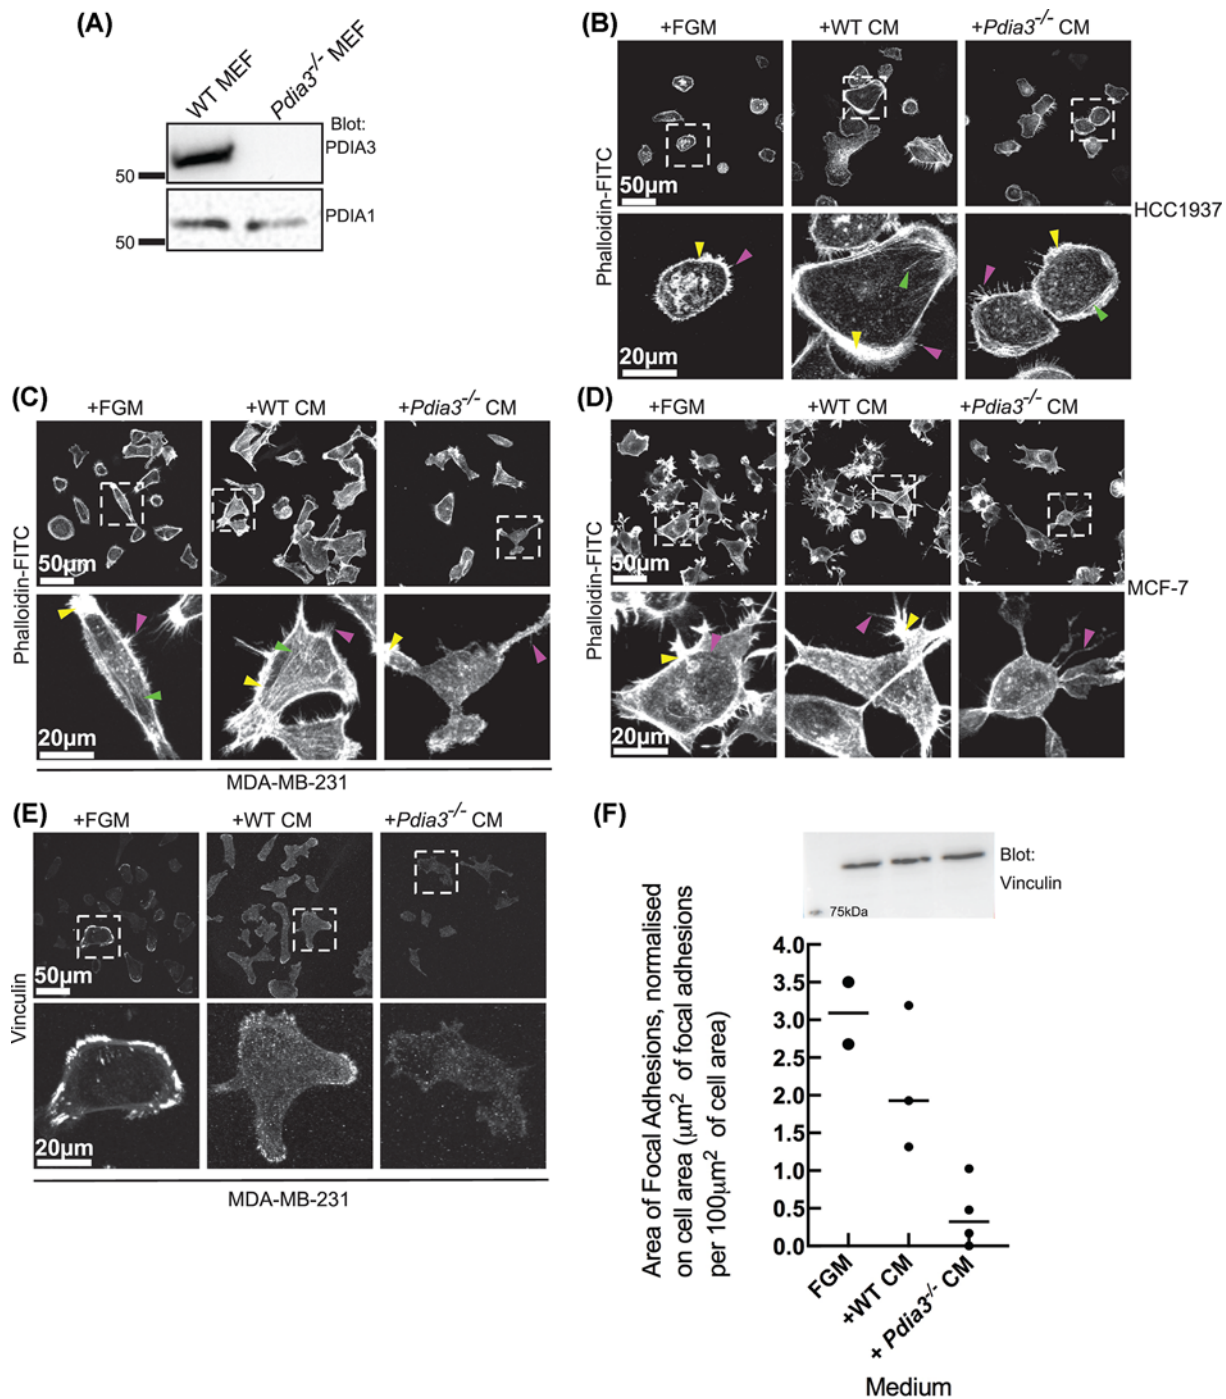 (A)
WT MEF
Pdia3-/- MEF
Blot:
PDIA3
50
PDIA1
50
(B)
+FGM
+WT CM
+Pdia3-/- CM
Phalloidin-FITC
50µm
20µm
HCC1937
(C)
+FGM
+WT CM
+Pdia3-/- CM
Phalloidin-FITC
50µm
20µm
MDA-MB-231
(D)
+FGM
+WT CM
+Pdia3-/- CM
Phalloidin-FITC
50µm
20µm
MCF-7
(E)
+FGM
+WT CM
+Pdia3-/- CM
Vinculin
50µm
20µm
MDA-MB-231
(F)
Blot:
Vinculin
75kDa
Area of Focal Adhesions, normalised
on cell area (µm2 of focal adhesions
per 100µm2 of cell area)
4.0
3.5
3.0
2.5
2.0
1.5
1.0
0.5
0.0
FGM
+WT CM
+ Pdia3-/- CM
Medium